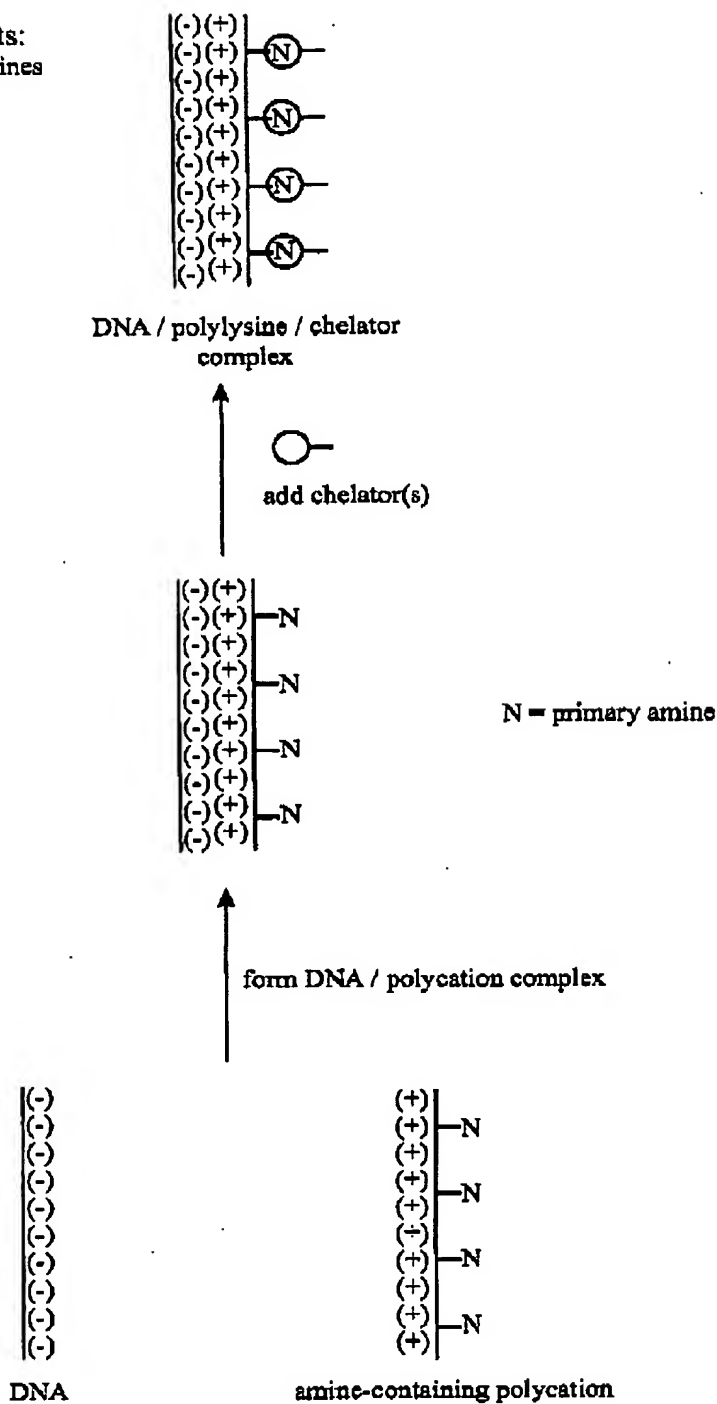 ts:
ines
(-)(+)
(-)(+) N
(-)(+)
(-)(+) N
(-)(+)
(-)(+)
(-)(+) N
(-)(+)
(-)(+) N
(-)(+)
DNA / polylysine / chelator
complex
add chelator(s)
(-)(+)
(-)(+) N
(-)(+)
(-)(+) N
(-)(+)
(-)(+)
(-)(+) N
(-)(+)
(-)(+) N
(-)(+)
N = primary amine
form DNA / polycation complex
(-) (+)
(-) (+) N
(-) (+)
(-) (+) N
(-) (+)
(-) (+)
(-) (+) N
(-) (+)
(-) (+) N
(-) (+)
DNA
amine-containing polycation